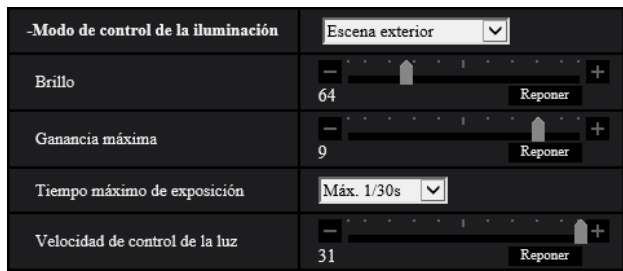 -Modo de control de la iluminación
Escena exterior
Brillo
64
Reponer
Ganancia máxima
9
Reponer
Tiempo máximo de exposición
Máx. 1/30s
Velocidad de control de la luz
31
Reponer